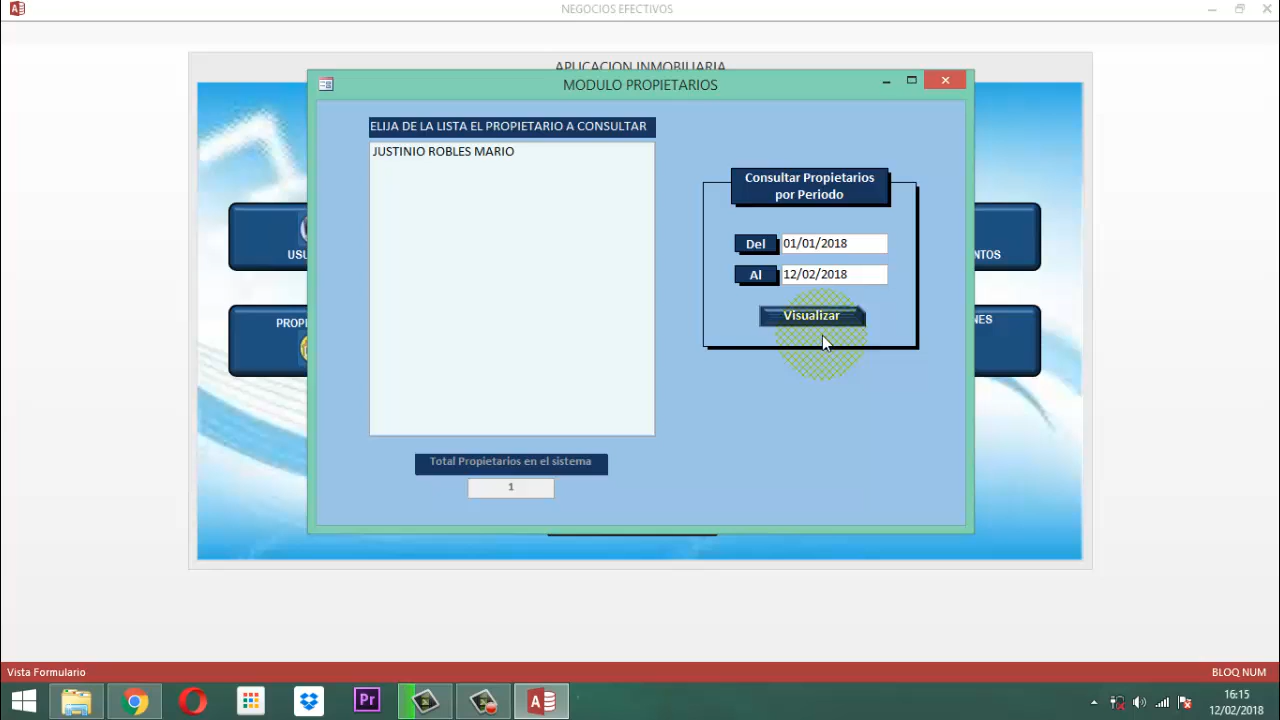 NEGOCIOS EFECTIVOS
APLICACION INMOBILIARIA
MODULO PROPIETARIOS
ELIJA DE LA LISTA EL PROPIETARIO A CONSULTAR
JUSTINIO ROBLES MARIO
Consultar Propietarios
por Periodo
Del 01/01/2018
Al 12/02/2018
Visualizar
USU
NTOS
PROPI
NES
Total Propietarios en el sistema
1
Vista Formulario
BLOQ NUM
Pr
16:15
12/02/2018